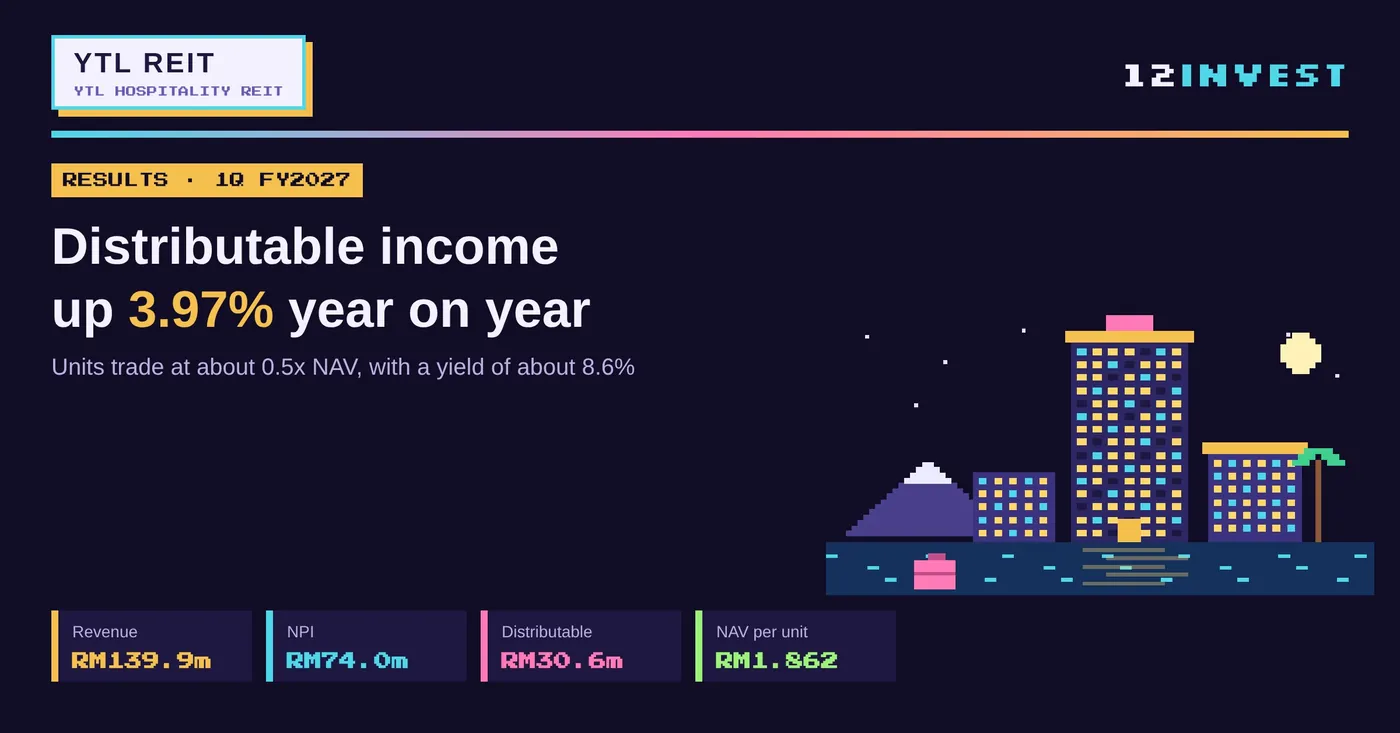 YTL REIT
YTL HOSPITALITY REIT
12INVEST
RESULTS · 1Q FY2027
Distributable income
up 3.97% year on year
Units trade at about 0.5x NAV, with a yield of about 8.6%
Revenue
RM139.9m
NPI
RM74.0m
Distributable
RM30.6m
NAV per unit
RM1.862